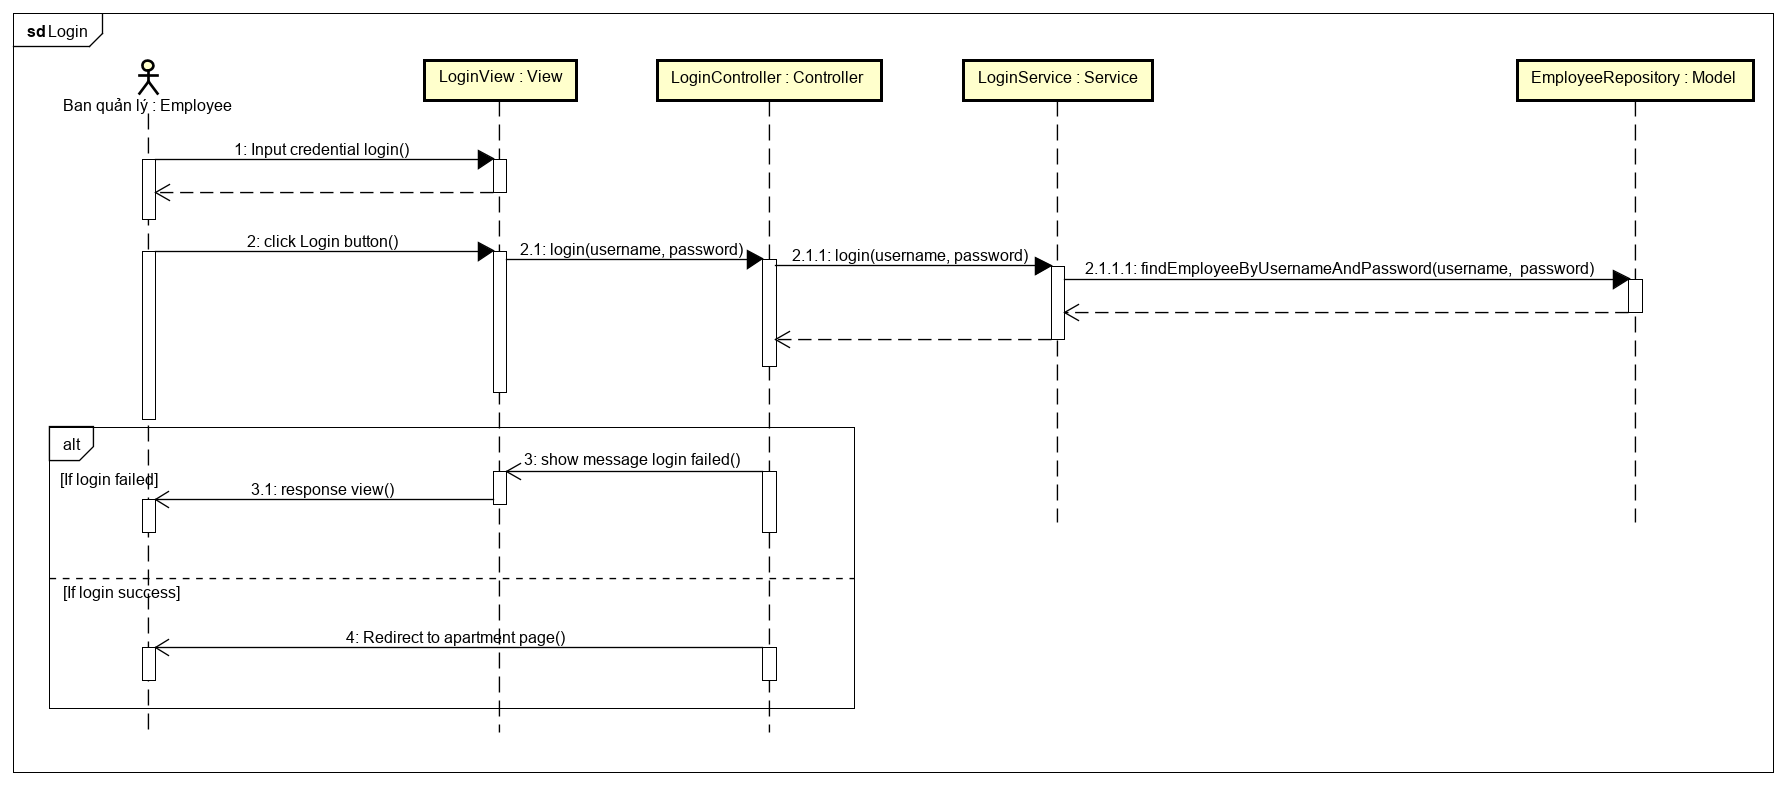 sd Login
Ban quản lý : Employee
LoginView : View
LoginController : Controller
LoginService : Service
EmployeeRepository : Model
1: Input credential login()
2: click Login button()
2.1: login(username, password)
2.1.1: login(username, password)
2.1.1.1: findEmployeeByUsernameAndPassword(username,  password)
alt
[If login failed]
3: show message login failed()
3.1: response view()
[If login success]
4: Redirect to apartment page()